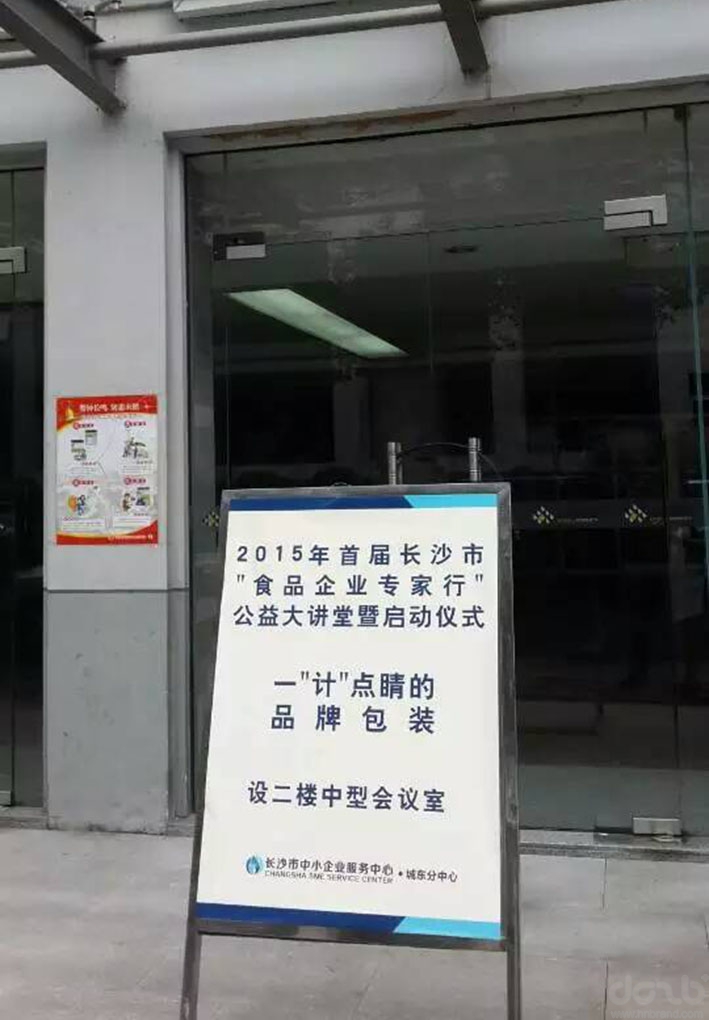 2015年首届长沙市
"食品企业专家行"
公益大讲堂暨启动仪式
一"计"点睛的
品牌包装
设二楼中型会议室
长沙市中小企业服务中心·城东分中心
CHANGSHA SME SERVICE CENTER